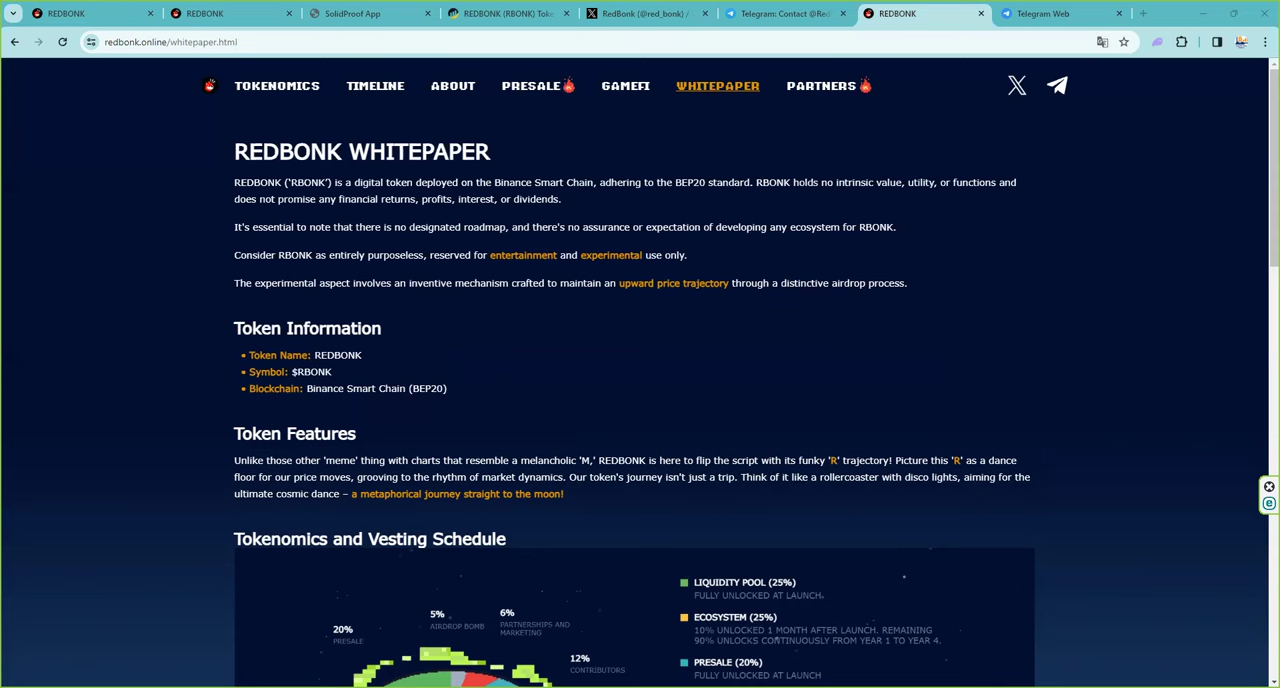 REDBONK
REDBONK
SolidProof App
REDBONK (RBONK) Toke
RedBonk (@red_bonk) /
Telegram: Contact @Red
REDBONK
Telegram Web
redbonk.online/whitepaper.html
TOKENOMICS TIMELINE ABOUT PRESALE GAMEFI WHITEPAPER PARTNERS
REDBONK WHITEPAPER
REDBONK (‘RBONK’) is a digital token deployed on the Binance Smart Chain, adhering to the BEP20 standard. RBONK holds no intrinsic value, utility, or functions and
does not promise any financial returns, profits, interest, or dividends.
It's essential to note that there is no designated roadmap, and there's no assurance or expectation of developing any ecosystem for RBONK.
Consider RBONK as entirely purposeless, reserved for entertainment and experimental use only.
The experimental aspect involves an inventive mechanism crafted to maintain an upward price trajectory through a distinctive airdrop process.
Token Information
• Token Name: REDBONK
• Symbol: $RBONK
• Blockchain: Binance Smart Chain (BEP20)
Token Features
Unlike those other 'meme' thing with charts that resemble a melancholic 'M,' REDBONK is here to flip the script with its funky 'R' trajectory! Picture this 'R' as a dance
floor for our price moves, grooving to the rhythm of market dynamics. Our token's journey isn't just a trip. Think of it like a rollercoaster with disco lights, aiming for the
ultimate cosmic dance – a metaphorical journey straight to the moon!
Tokenomics and Vesting Schedule
20%
PRESALE
5%
AIRDROP BOMB
6%
PARTNERSHIPS AND
MARKETING
12%
CONTRIBUTORS
LIQUIDITY POOL (25%)
FULLY UNLOCKED AT LAUNCH.
ECOSYSTEM (25%)
10% UNLOCKED 1 MONTH AFTER LAUNCH. REMAINING
90% UNLOCKS CONTINUOUSLY FROM YEAR 1 TO YEAR 4.
PRESALE (20%)
FULLY UNLOCKED AT LAUNCH